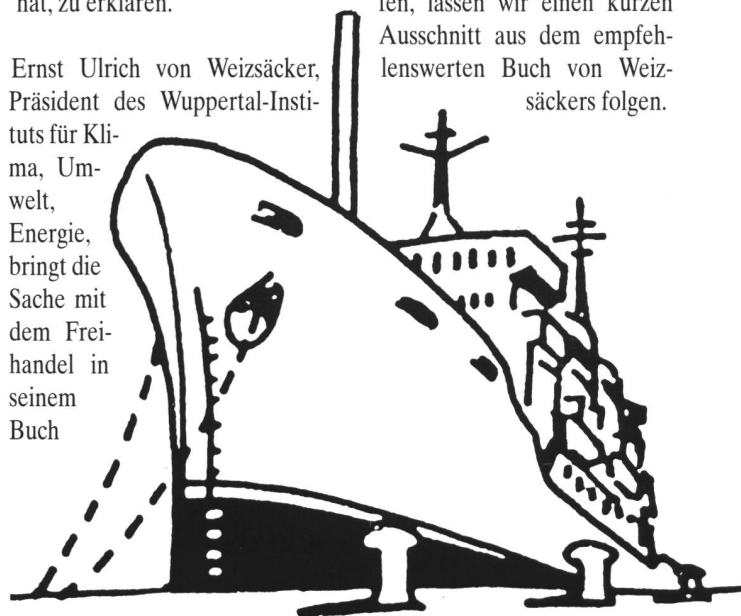 hat, zu erklären.
Ernst Ulrich von Weizsäcker,
Präsident des Wuppertal-Insti-
tuts für Kli-
ma, Um-
welt,
Energie,
bringt die
Sache mit
dem Frei-
handel in
seinem
Buch
fen, lassen wir einen kurzen
Ausschnitt aus dem empfeh-
lenswerten Buch von Weiz-
säckers folgen.